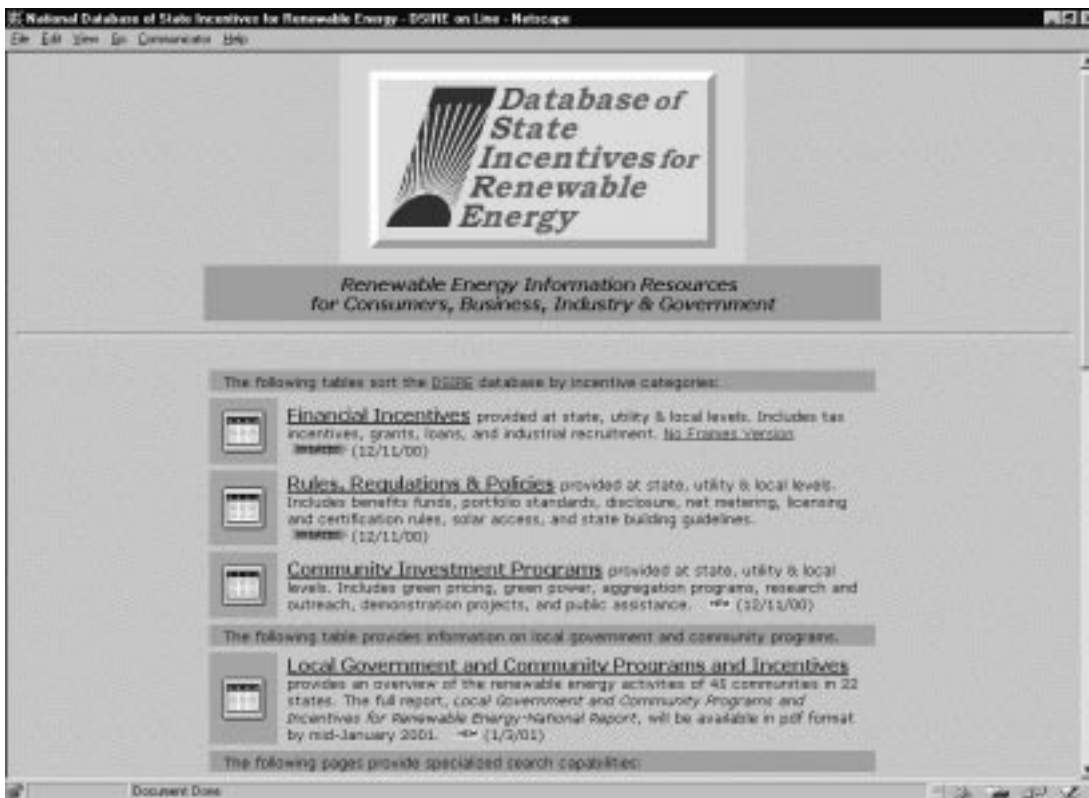 National Database of State Incentives for Renewable Energy - DSIRE on Line - Netscape
File Edit View Go Communicator Help
Database of
State
Incentives for
Renewable
Energy
Renewable Energy Information Resources
for Consumers, Business, Industry & Government
The following tables sort the DSIRE database by incentive categories:
Financial Incentives provided at state, utility & local levels. Includes tax
incentives, grants, loans, and industrial recruitment. No Frames Version
(12/11/00)
Rules, Regulations & Policies provided at state, utility & local levels.
Includes benefits funds, portfolio standards, disclosure, net metering, licensing
and certification rules, solar access, and state building guidelines.
(12/11/00)
Community Investment Programs provided at state, utility & local
levels. Includes green pricing, green power, aggregation programs, research and
outreach, demonstration projects, and public assistance. (12/11/00)
The following table provides information on local government and community programs.
Local Government and Community Programs and Incentives
provides an overview of the renewable energy activities of 45 communities in 22
states. The full report, Local Government and Community Programs and
Incentives for Renewable Energy-National Report, will be available in pdf format
by mid-January 2001. (1/3/01)
The following pages provide specialized search capabilities:
Document Done